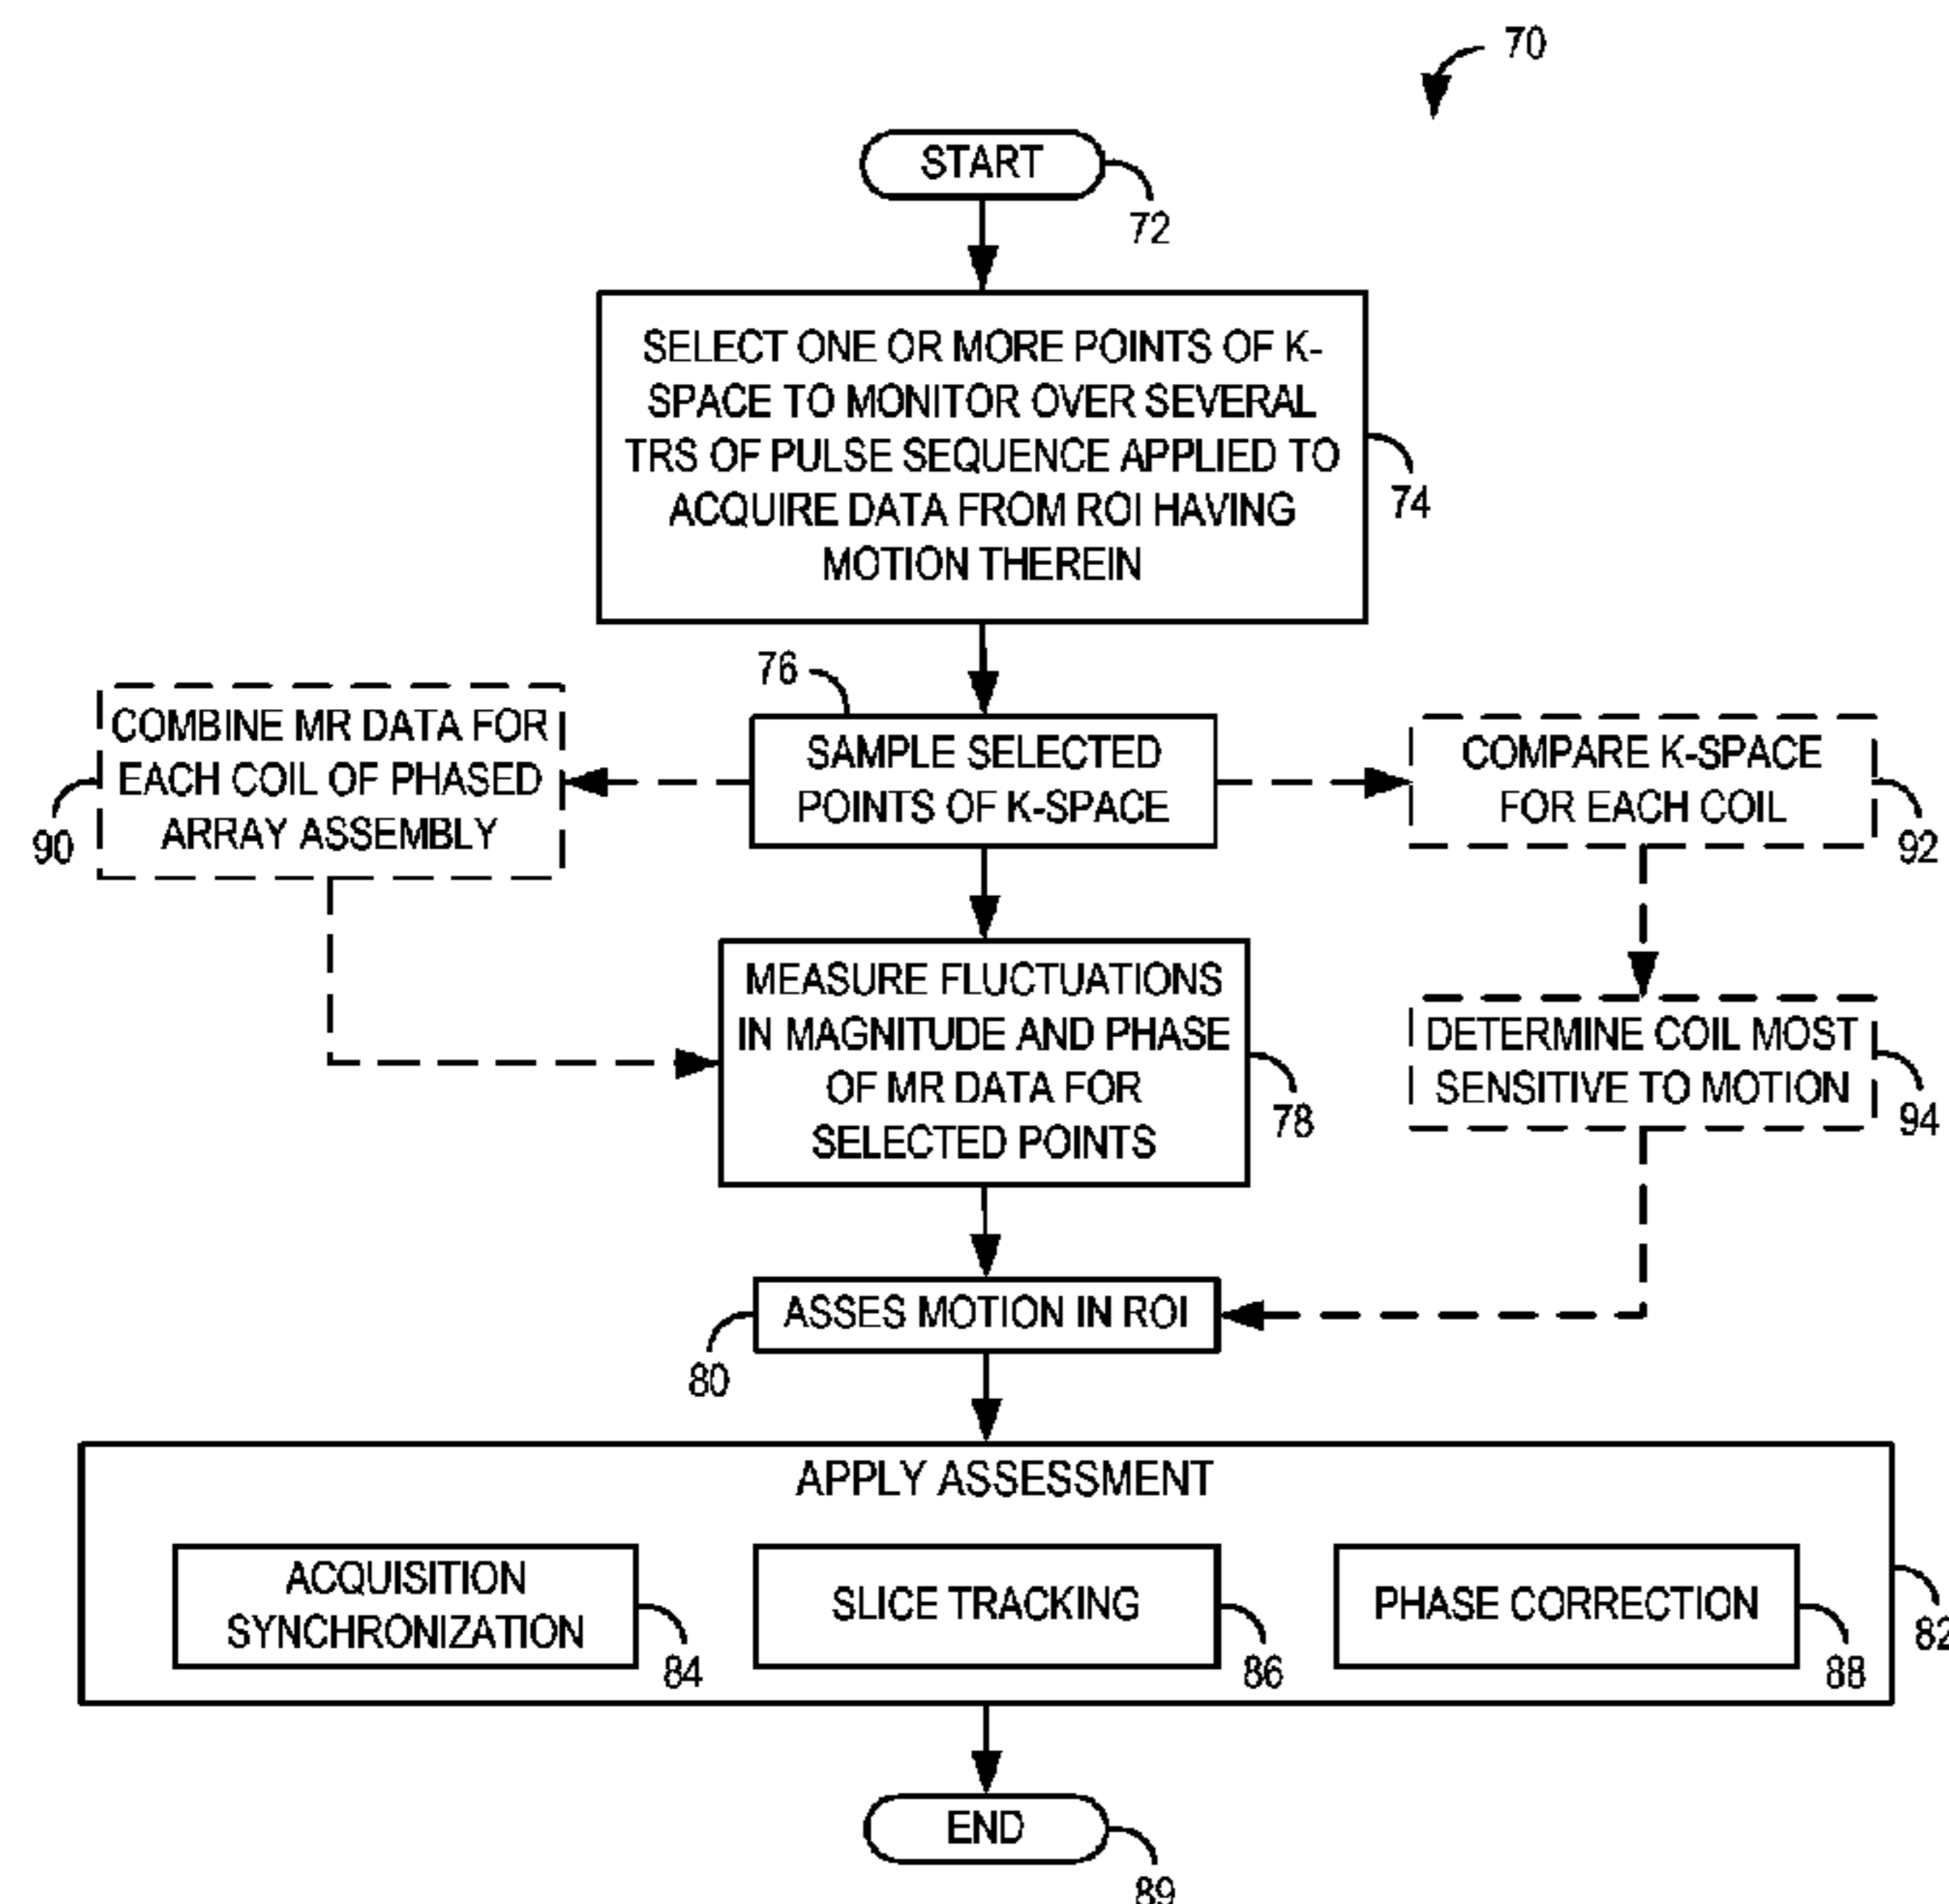 70
START
72
SELECT ONE OR MORE POINTS OF K-
SPACE TO MONITOR OVER SEVERAL
TRS OF PULSE SEQUENCE APPLIED TO
ACQUIRE DATA FROM ROI HAVING
MOTION THEREIN
74
76
COMBINE MR DATA FOR
EACH COIL OF PHASED
ARRAY ASSEMBLY
90
SAMPLE SELECTED
POINTS OF K-SPACE
COMPARE K-SPACE
FOR EACH COIL
92
MEASURE FLUCTUATIONS
IN MAGNITUDE AND PHASE
OF MR DATA FOR
SELECTED POINTS
78
DETERMINE COIL MOST
SENSITIVE TO MOTION
94
ASSES MOTION IN ROI
80
APPLY ASSESSMENT
ACQUISITION
SYNCHRONIZATION
84
SLICE TRACKING
86
PHASE CORRECTION
88
82
END
89